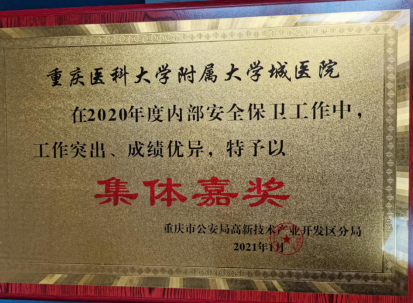 重庆医科大学附属大学城医院
在2020年度内部安全保卫工作中，
工作突出、成绩优异，特予以
集体嘉奖
重庆市公安局高新技术产业开发区分局
2021年1月